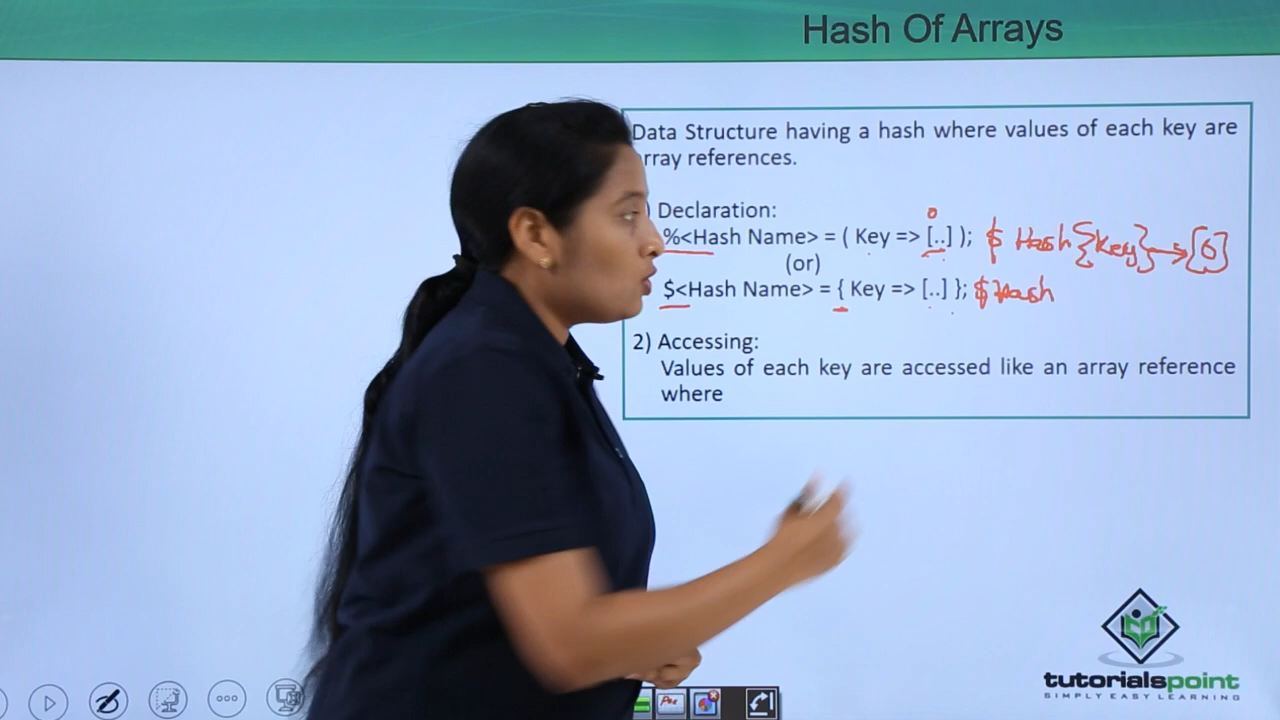 Hash Of Arrays
Data Structure having a hash where values of each key are
rray references.
) Declaration:
0
%<Hash Name> = ( Key => [..] ); $ Hash{Key}→[0]
(or)
$<Hash Name> = { Key => [..] }; $Hash
2) Accessing:
Values of each key are accessed like an array reference
where
tutorialspoint
SIMPLY EASY LEARNING